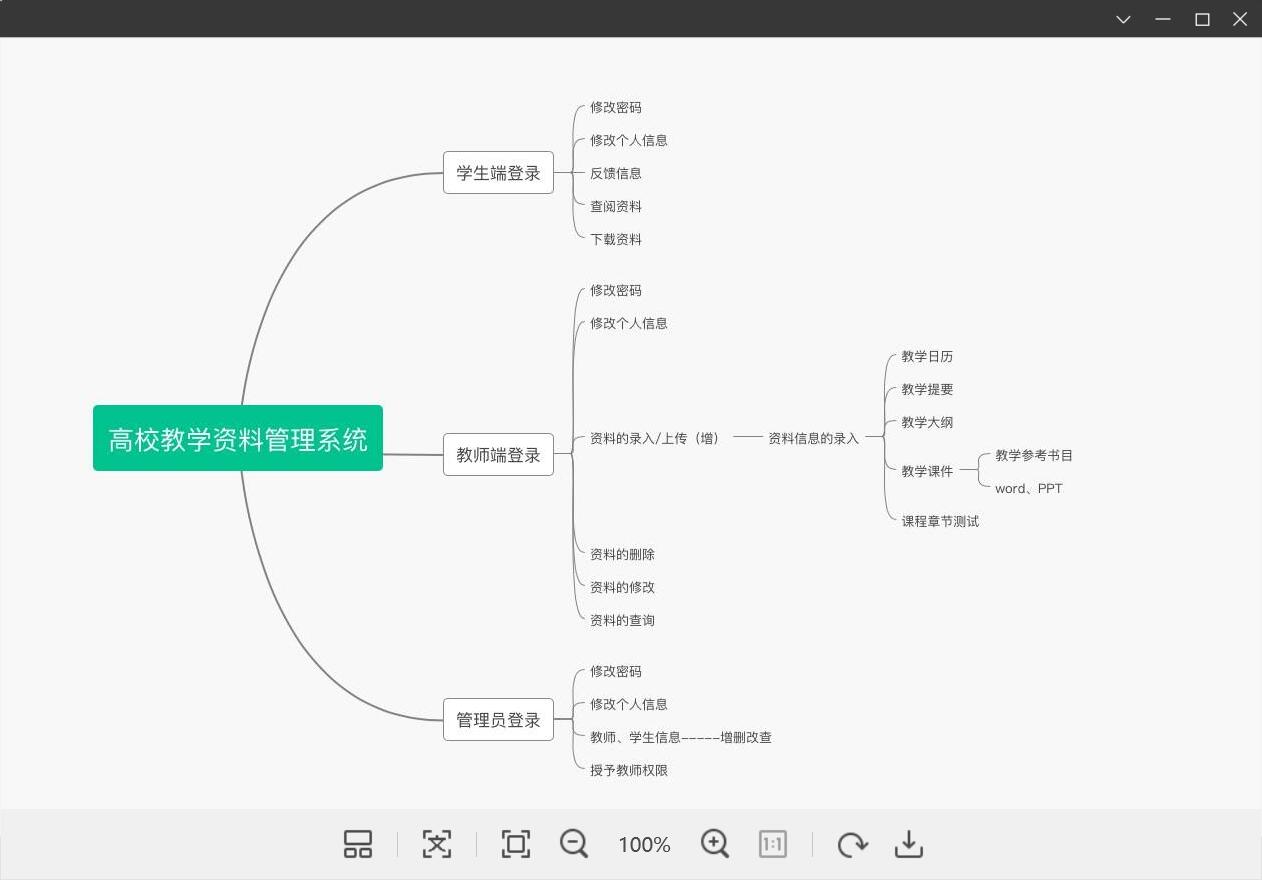 修改密码
修改个人信息
学生端登录
反馈信息
查阅资料
下载资料
修改密码
修改个人信息
教学日历
教学提要
教学大纲
高校教学资料管理系统
教师端登录
资料的录入/上传（增）
资料信息的录入
教学课件
教学参考书目
word、PPT
课程章节测试
资料的删除
资料的修改
资料的查询
修改密码
修改个人信息
管理员登录
教师、学生信息-----增删改查
授予教师权限
100%
1:1